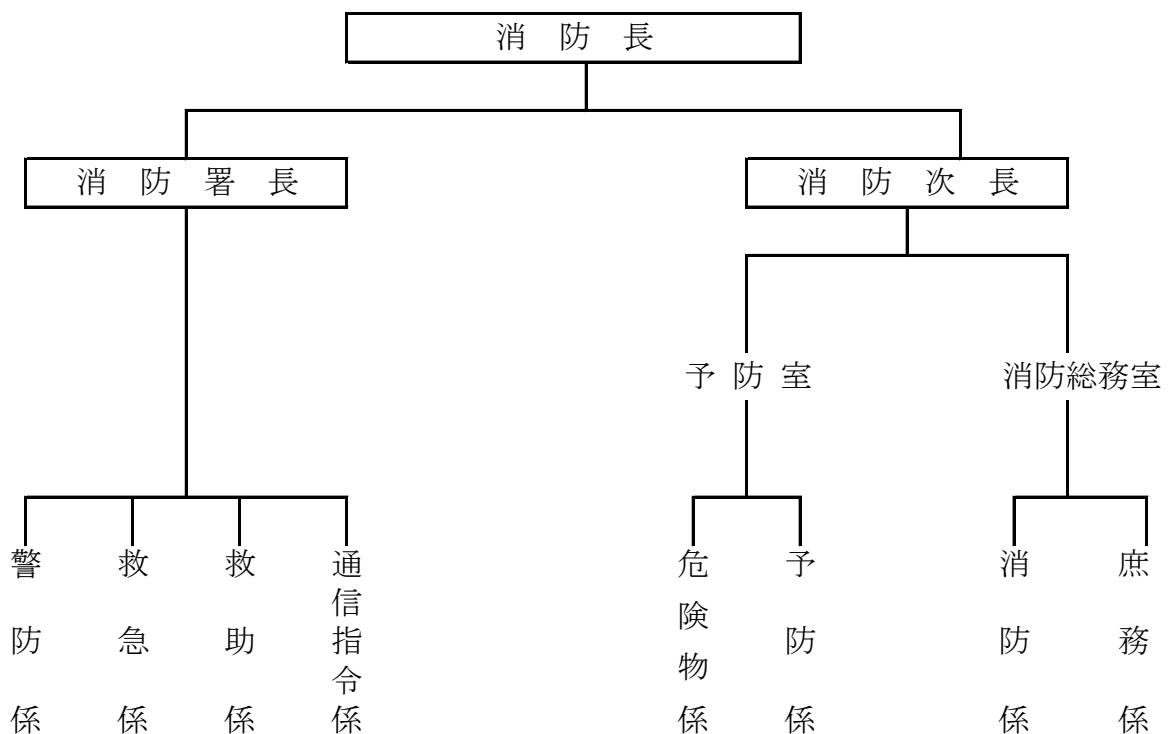 消防長
消防署長
消防次長
予防室
消防総務室
警防係
救急係
救助係
通信指令係
危険物係
予防係
消防係
庶務係